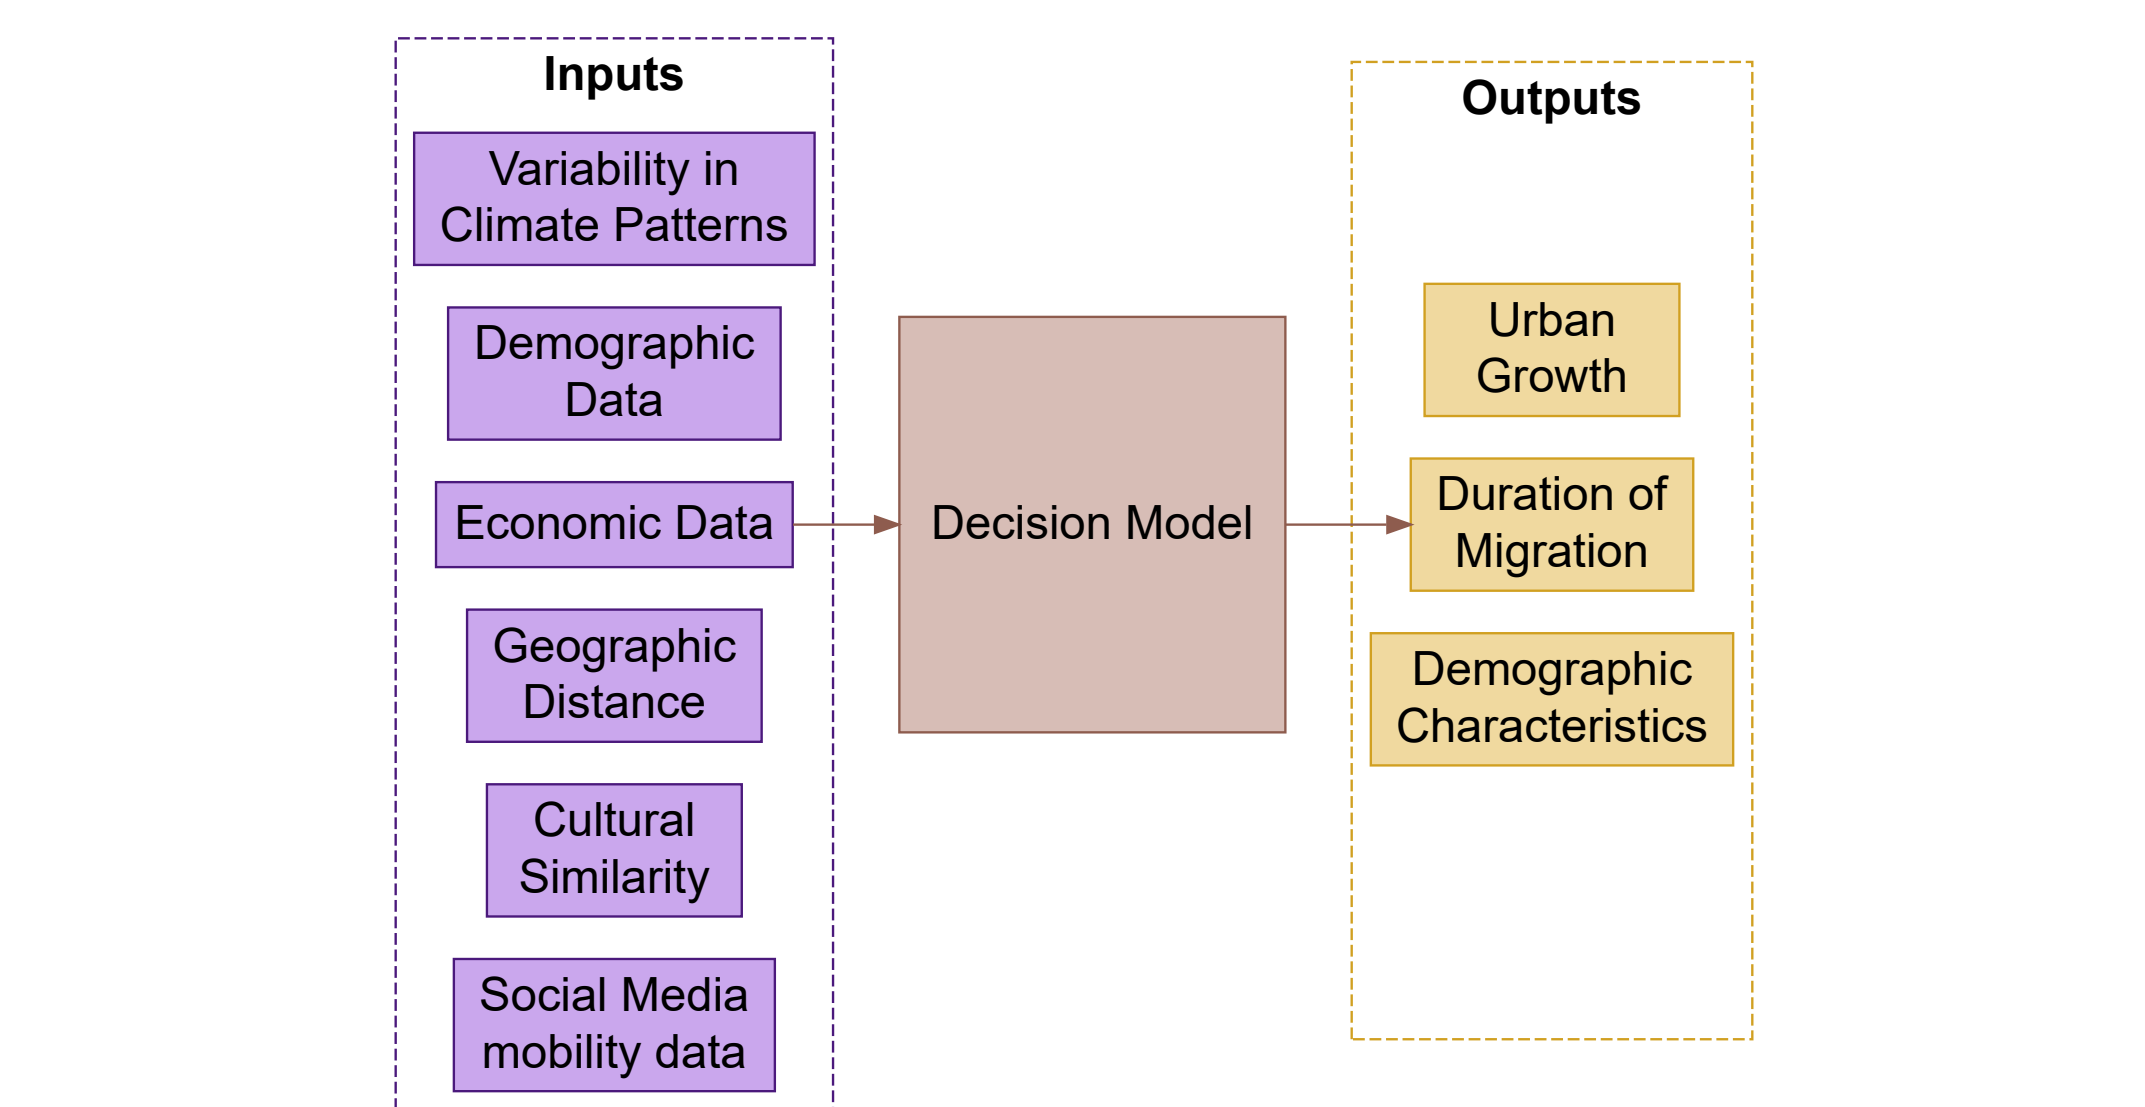 Inputs
Variability in
Climate Patterns
Demographic
Data
Economic Data
Geographic
Distance
Cultural
Similarity
Social Media
mobility data
Decision Model
Outputs
Urban
Growth
Duration of
Migration
Demographic
Characteristics